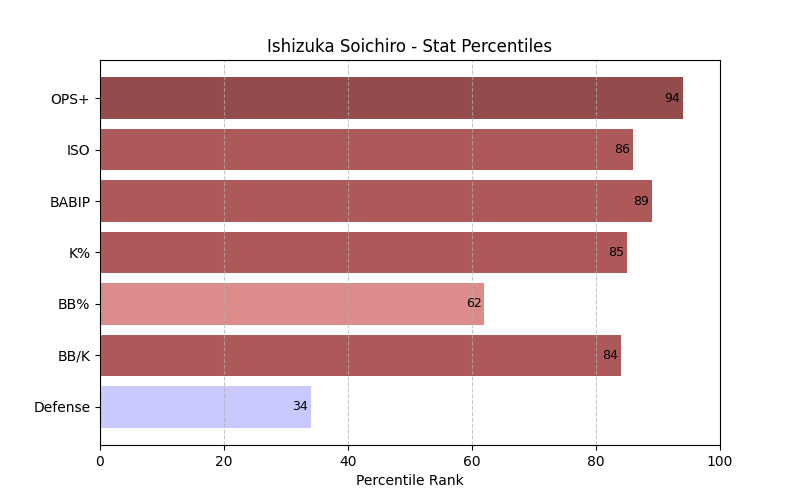 Ishizuka Soichiro - Stat Percentiles
OPS+ 94
ISO 86
BABIP 89
K% 85
BB% 62
BB/K 84
Defense 34
0 20 40 60 80 100
Percentile Rank